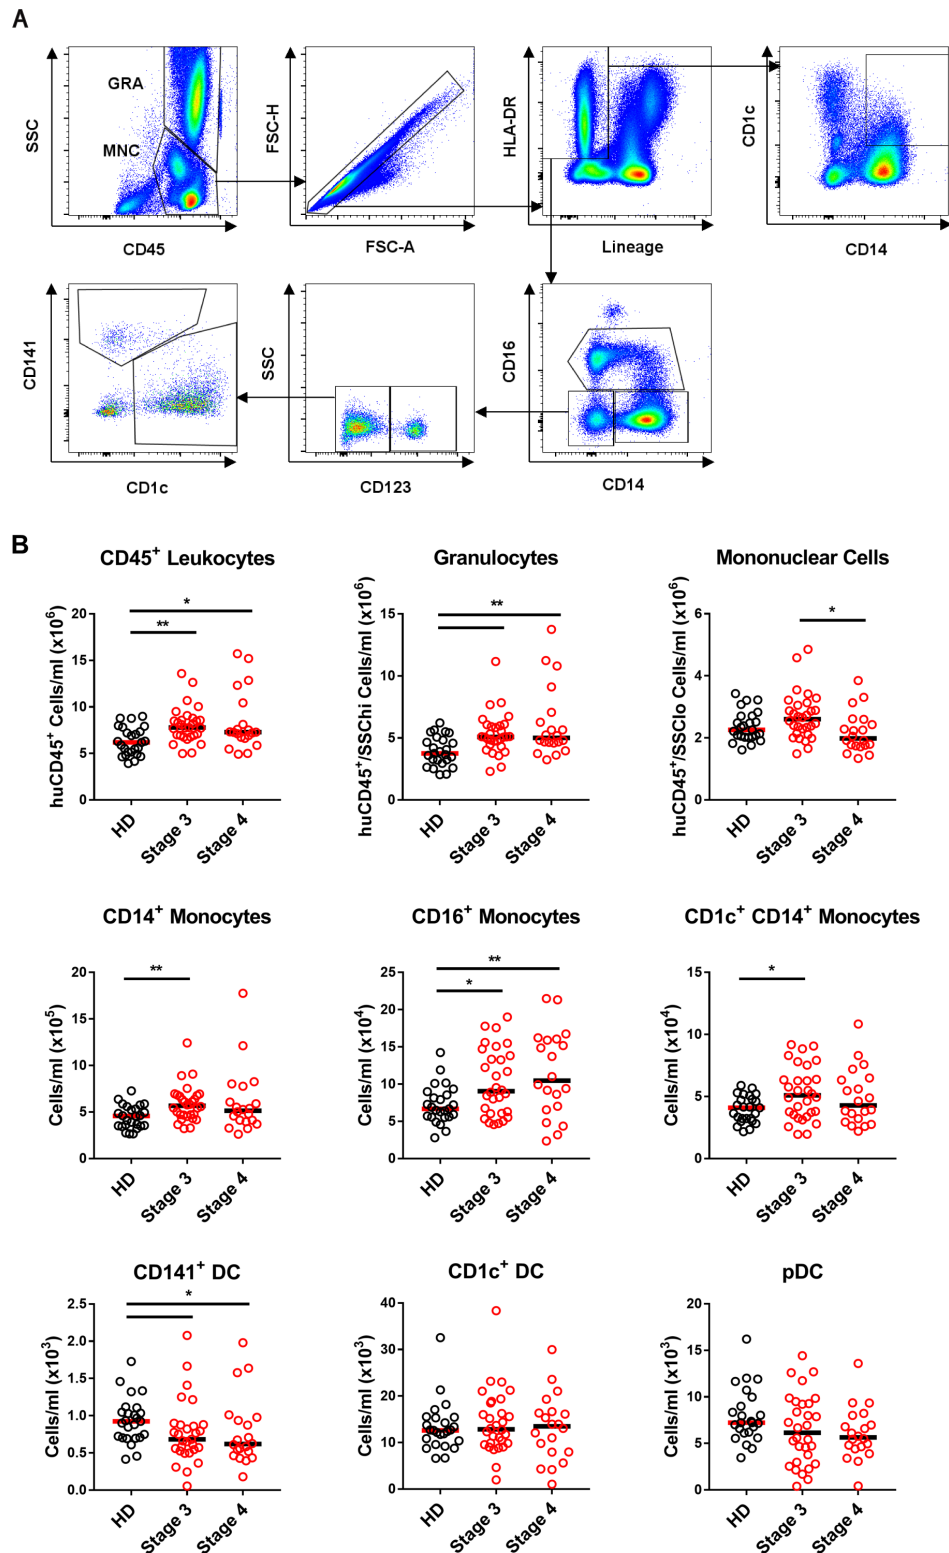 A
GRA
MNC
SSC
CD45
FSC-H
FSC-A
HLA-DR
Lineage
CD1c
CD14
CD141
CD1c
SSC
CD123
CD16
CD14
B
CD45+ Leukocytes
huCD45+ Cells/ml (x10^6)
20
15
10
5
0
*
**
HD
Stage 3
Stage 4
Granulocytes
huCD45+/SSChi Cells/ml (x10^6)
15
10
5
0
**
HD
Stage 3
Stage 4
Mononuclear Cells
huCD45+/SSClo Cells/ml (x10^6)
6
4
2
0
*
HD
Stage 3
Stage 4
CD14+ Monocytes
Cells/ml (x10^5)
20
15
10
5
0
**
HD
Stage 3
Stage 4
CD16+ Monocytes
Cells/ml (x10^4)
25
20
15
10
5
0
**
*
HD
Stage 3
Stage 4
CD1c+ CD14+ Monocytes
Cells/ml (x10^4)
15
10
5
0
*
HD
Stage 3
Stage 4
CD141+ DC
Cells/ml (x10^3)
2.5
2.0
1.5
1.0
0.5
0.0
*
HD
Stage 3
Stage 4
CD1c+ DC
Cells/ml (x10^3)
40
30
20
10
0
HD
Stage 3
Stage 4
pDC
Cells/ml (x10^3)
20
15
10
5
0
HD
Stage 3
Stage 4